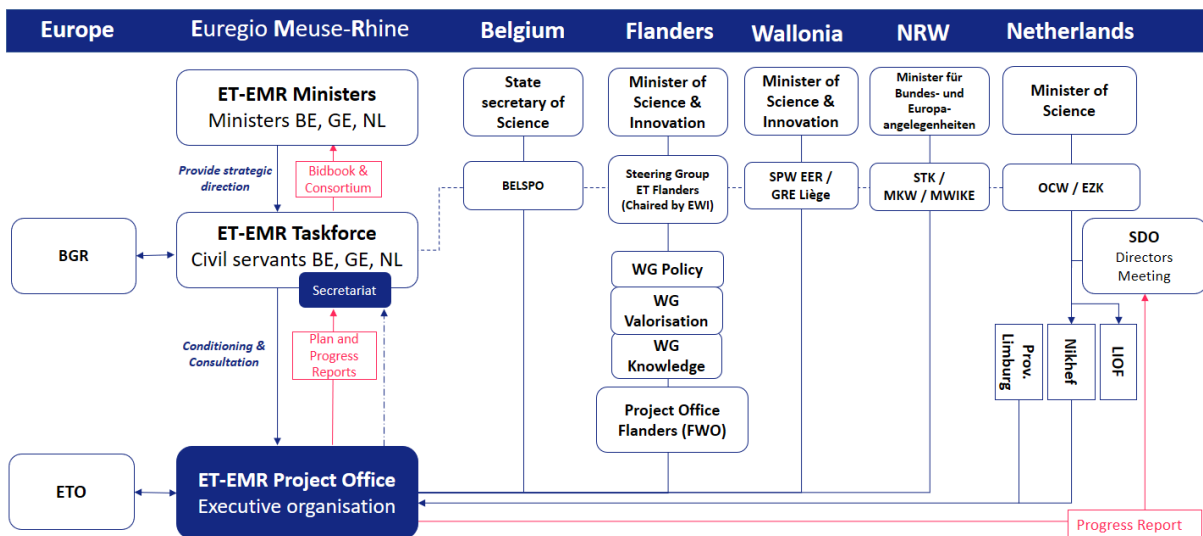 Europe
Euregio Meuse-Rhine
Belgium
Flanders
Wallonia
NRW
Netherlands
ET-EMR Ministers
Ministers BE, GE, NL
State
secretary of
Science
Minister of
Science &
Innovation
Minister of
Science &
Innovation
Minister für
Bundes- und
Europa-
angelegenheiten
Minister of
Science
Provide strategic
direction
Bidbook &
Consortium
BELSPO
Steering Group
ET Flanders
(Chaired by EWI)
SPW EER /
GRE Liège
STK /
MKW / MWIKE
OCW / EZK
BGR
ET-EMR Taskforce
Civil servants BE, GE, NL
Secretariat
SDO
Directors
Meeting
WG Policy
WG
Valorisation
WG
Knowledge
Conditioning &
Consultation
Plan and
Progress
Reports
Prov.
Limburg
Nikhef
LIOF
Project Office
Flanders (FWO)
ETO
ET-EMR Project Office
Executive organisation
Progress Report